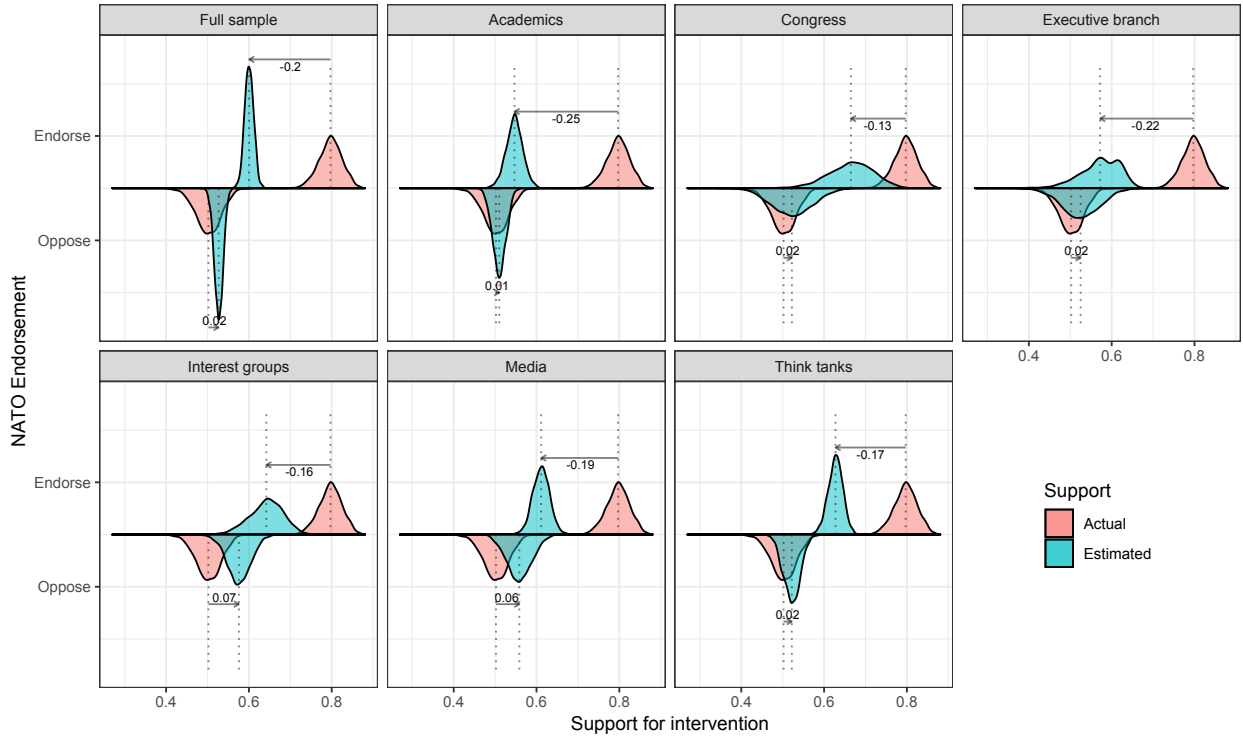 Full sample
Academics
Congress
Executive branch
-0.2
-0.25
-0.13
-0.22
Endorse
Oppose
0.02
0.01
0.02
0.02
0.4 0.6 0.8
Interest groups
Media
Think tanks
-0.16
-0.19
-0.17
Endorse
Oppose
0.07
0.06
0.02
0.4 0.6 0.8
0.4 0.6 0.8
0.4 0.6 0.8
NATO Endorsement
Support for intervention
Support
Actual
Estimated